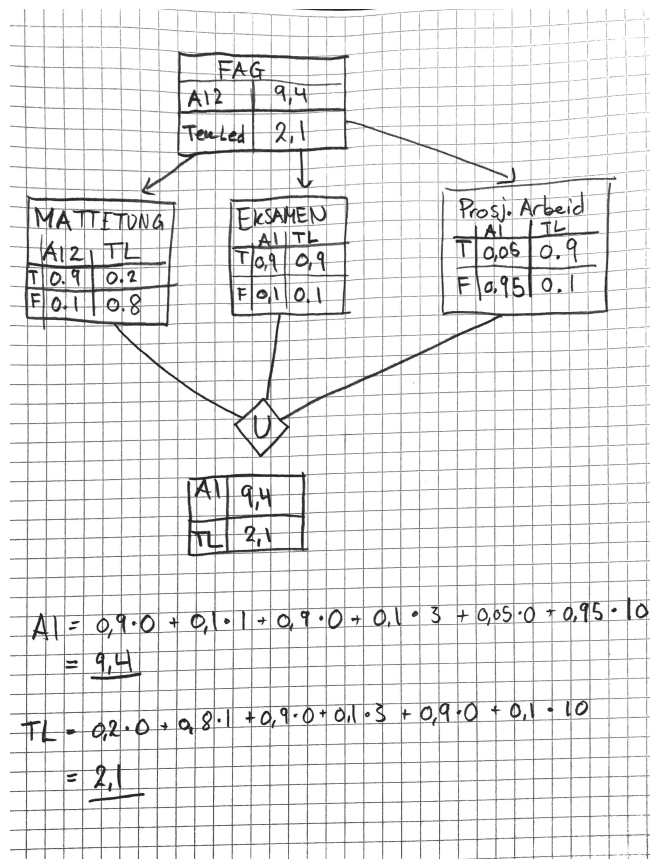 FAG
AI2 9,4
TekLed 2,1
MATTETUNG
AI2 TL
T 0.9 0.2
F 0.1 0.8
EKSAMEN
AI TL
T 0,9 0,9
F 0,1 0.1
Prosj. Arbeid
AI TL
T 0,05 0.9
F 0,95 0.1
U
AI 9,4
TL 2,1
AI = 0,9·0 + 0,1·1 + 0,9·0 + 0,1·3 + 0,05·0 + 0,95·10
= 9,4
TL = 0,2·0 + 0,8·1 + 0,9·0 + 0,1·3 + 0,9·0 + 0,1·10
= 2,1